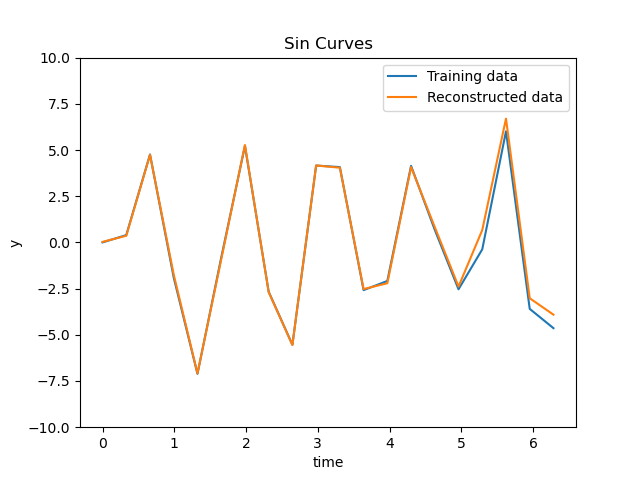 Sin Curves
Training data
Reconstructed data
10.0
7.5
5.0
2.5
0.0
−2.5
−5.0
−7.5
−10.0
y
0 1 2 3 4 5 6
time